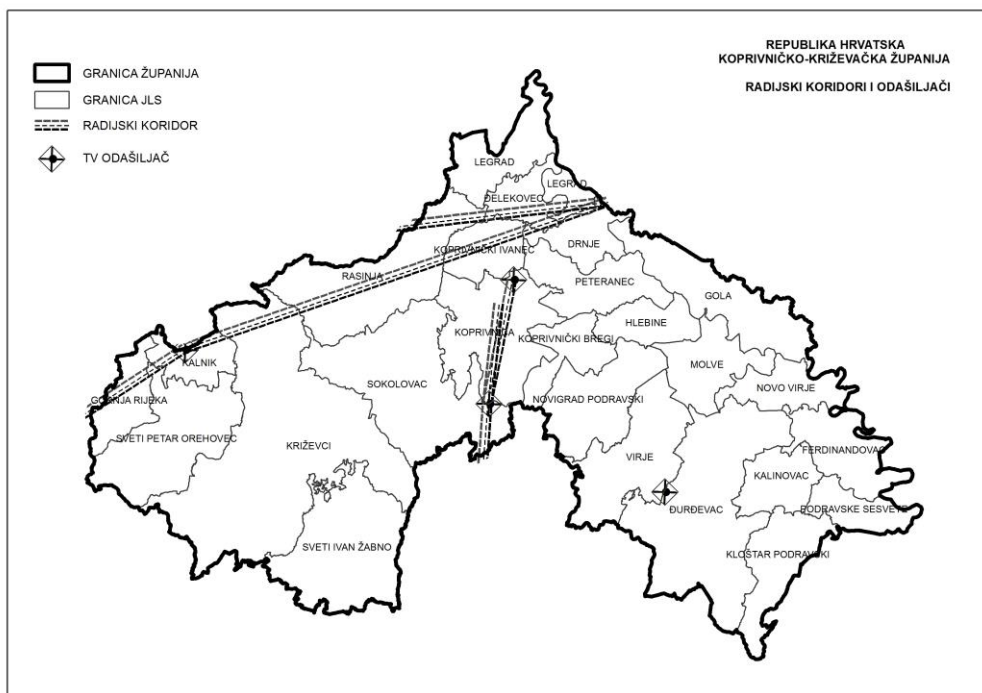 REPUBLIKA HRVATSKA
KOPRIVNIČKO-KRIŽEVAČKA ŽUPANIJA
RADIJSKI KORIDORI I ODAŠILJAČI
GRANICA ŽUPANIJA
GRANICA JLS
RADIJSKI KORIDOR
TV ODAŠILJAČ
LEGRAD
LEGRAD
ĐELEKOVEC
DRNJE
KOPRIVNIČKI IVANEC
RASINJA
PETERANEC
GOLA
HLEBINE
KOPRIVNICA
KOPRIVNIČKI BREGI
KALNIK
MOLVE
SOKOLOVAC
NOVO VIRJE
GORNJA RIJEKA
NOVIGRAD PODRAVSKI
SVETI PETAR OREHOVEC
KRIŽEVCI
FERDINANDOVAC
VIRJE
KALINOVAC
ĐURĐEVAC
PODRAVSKE SESVETE
SVETI IVAN ŽABNO
KLOŠTAR PODRAVSKI